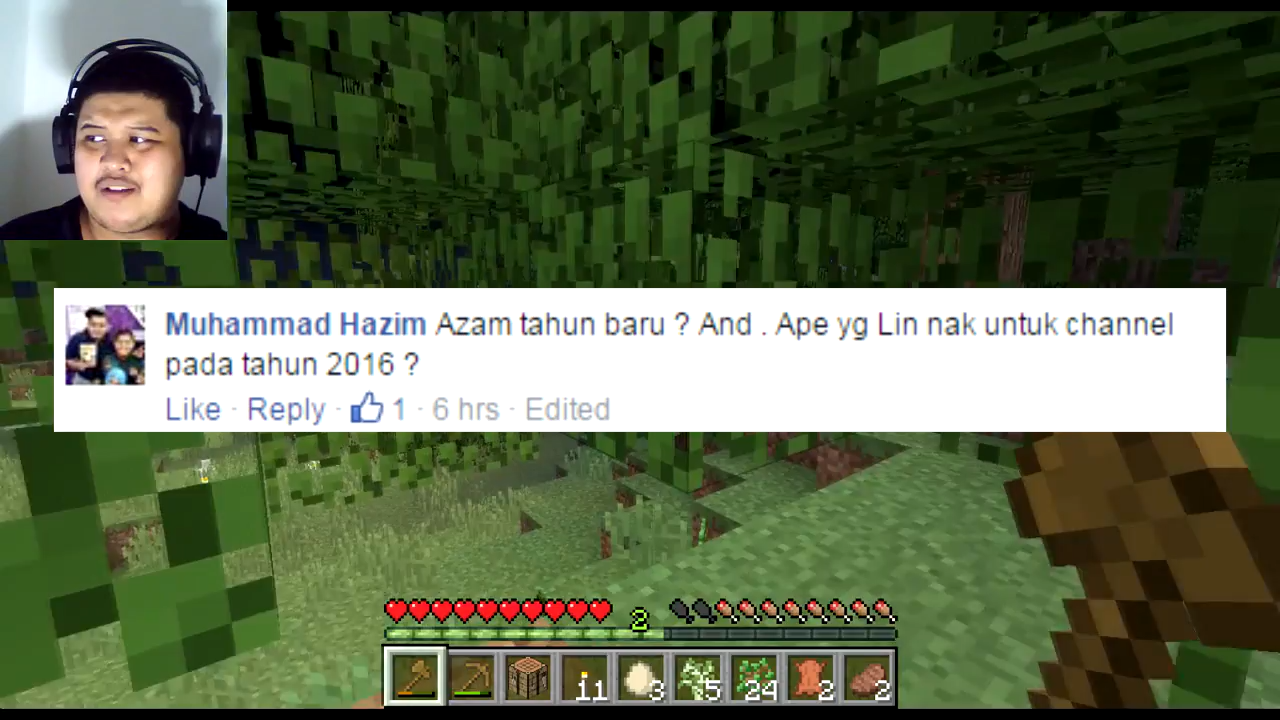 Muhammad Hazim Azam tahun baru ? And . Ape yg Lin nak untuk channel
pada tahun 2016 ?
Like · Reply · 1 · 6 hrs · Edited
3
11 3 5 24 2 2